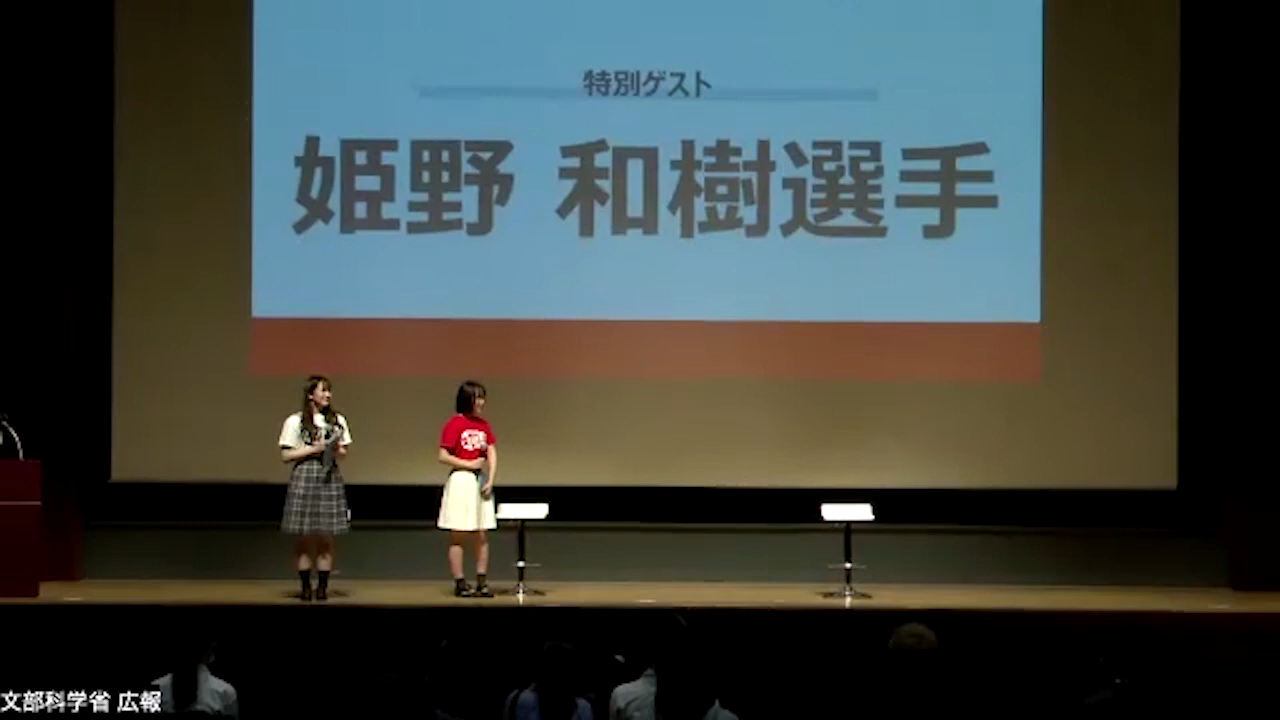 特別ゲスト
姫野 和樹選手
文部科学省 広報